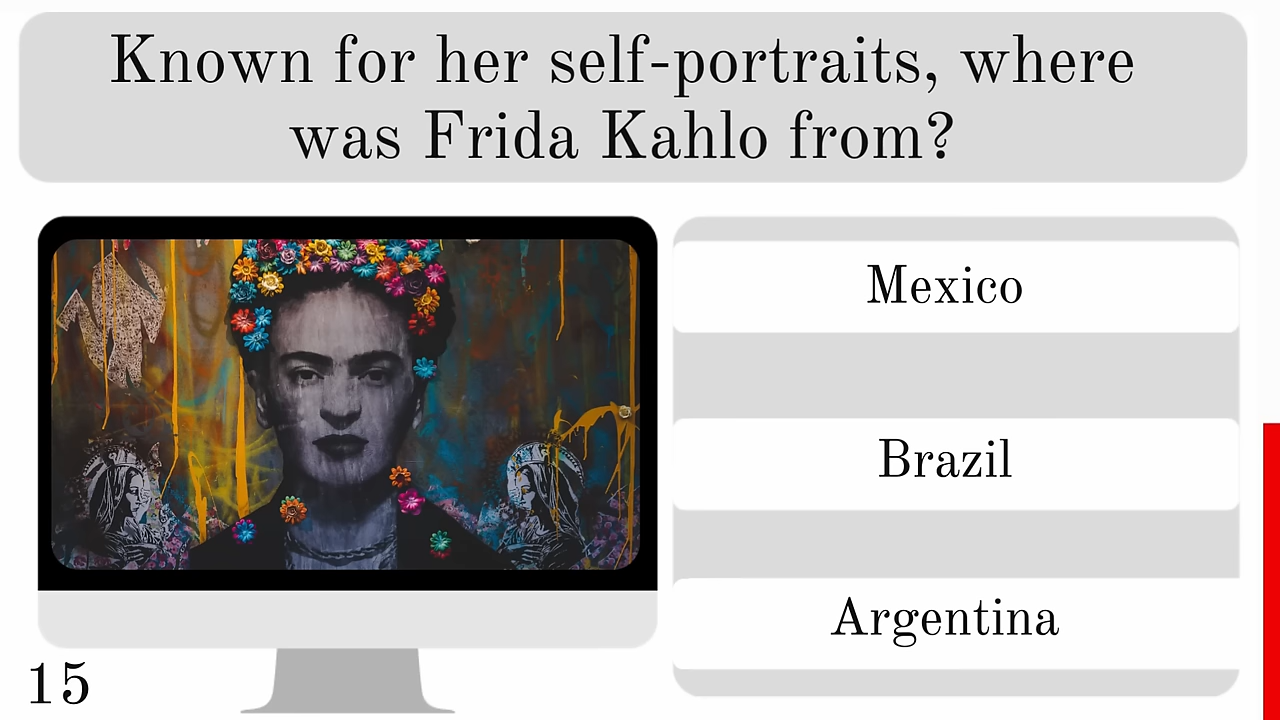 Known for her self-portraits, where
was Frida Kahlo from?
Mexico
Brazil
Argentina
15